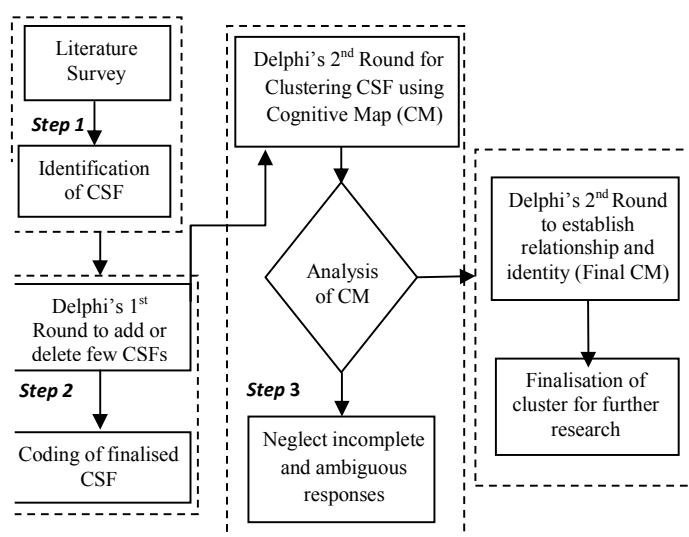 Literature
Survey
Step 1
Identification
of CSF
Delphi's 1st
Round to add or
delete few CSFs
Step 2
Coding of finalised
CSF
Delphi's 2nd Round for
Clustering CSF using
Cognitive Map (CM)
Analysis
of CM
Step 3
Neglect incomplete
and ambiguous
responses
Delphi's 2nd Round
to establish
relationship and
identity (Final CM)
Finalisation of
cluster for further
research